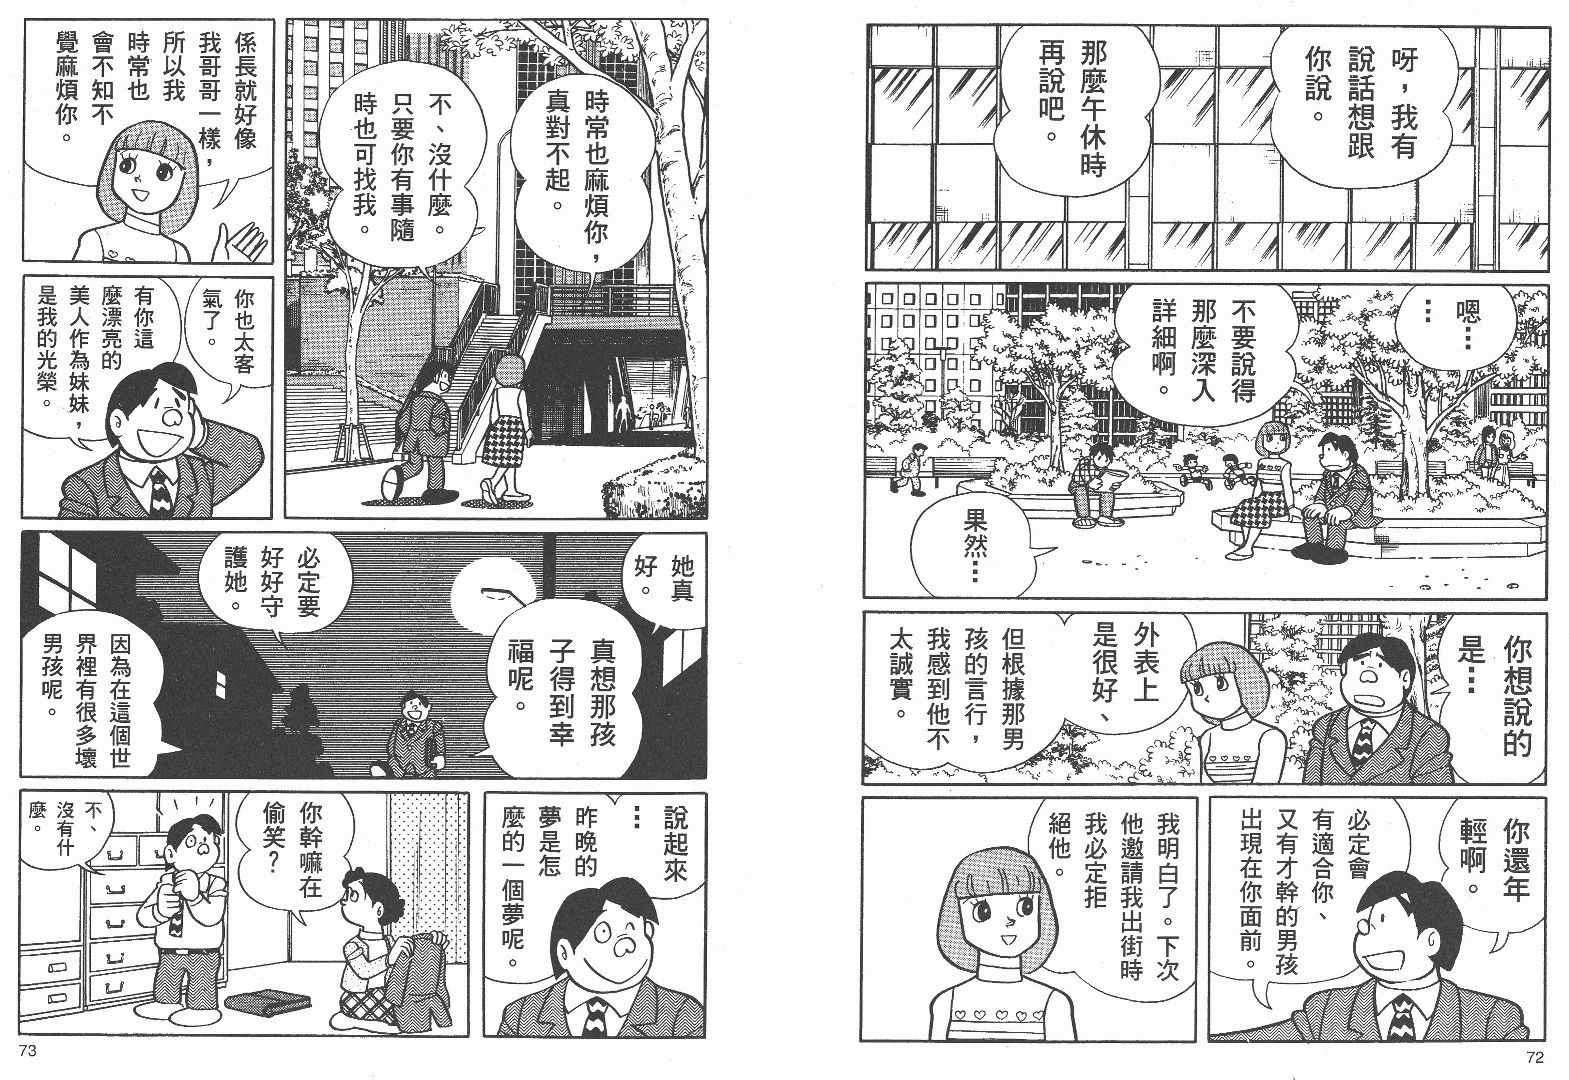 呀，我有
說話想跟
你說。
那麼午休時
再說吧。
嗯…
…
不要說得
那麼深入
詳細啊。
果然…
你想說的
是…
外表上
是很好、
但根據那男
孩的言行，
我感到他不
太誠實。
你還年
輕啊。
必定會
有適合你、
又有才幹的男孩
出現在你面前。
我明白了。下次
他邀請我出街時
我必定拒
絕他。
72
時常也麻煩你，
真對不起。
不、沒什麼。
只要你有事隨
時也可找我。
係長就好像
我哥哥一樣，
所以我
時常也
會不知不
覺麻煩你。
你也太客
氣了。
有你這
麼漂亮的
美人作為妹妹，
是我的光榮。
她真
好。
真想那孩
子得到幸
福呢。
必定要
好好守
護她。
因為在這個世
界裡有很多壞
男孩呢。
說起來
…
昨晚的
夢是怎
麼的一個夢呢。
你幹嘛在
偷笑？
不、
沒有什
麼。
73